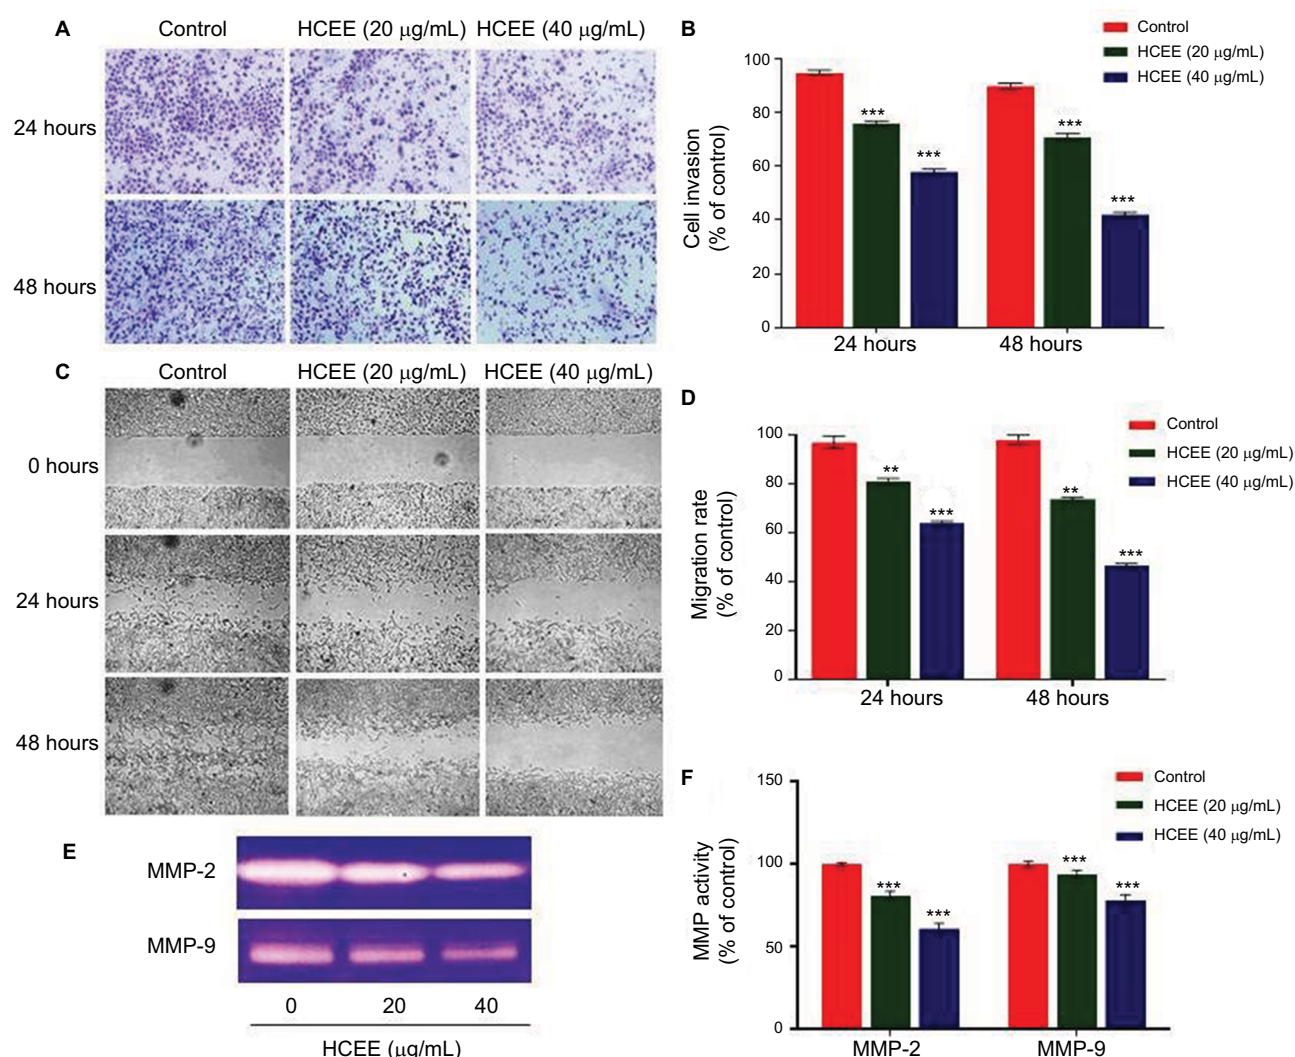 A
Control
HCEE (20 μg/mL)
HCEE (40 μg/mL)
24 hours
48 hours
B
Control
HCEE (20 μg/mL)
HCEE (40 μg/mL)
Cell invasion
(% of control)
100
80
60
40
20
0
***
***
***
***
24 hours
48 hours
C
Control
HCEE (20 μg/mL)
HCEE (40 μg/mL)
0 hours
24 hours
48 hours
D
Control
HCEE (20 μg/mL)
HCEE (40 μg/mL)
Migration rate
(% of control)
100
80
60
40
20
0
**
***
**
***
24 hours
48 hours
E
MMP-2
MMP-9
0
20
40
HCEE (μg/mL)
F
Control
HCEE (20 μg/mL)
HCEE (40 μg/mL)
MMP activity
(% of control)
150
100
50
0
***
***
***
***
MMP-2
MMP-9